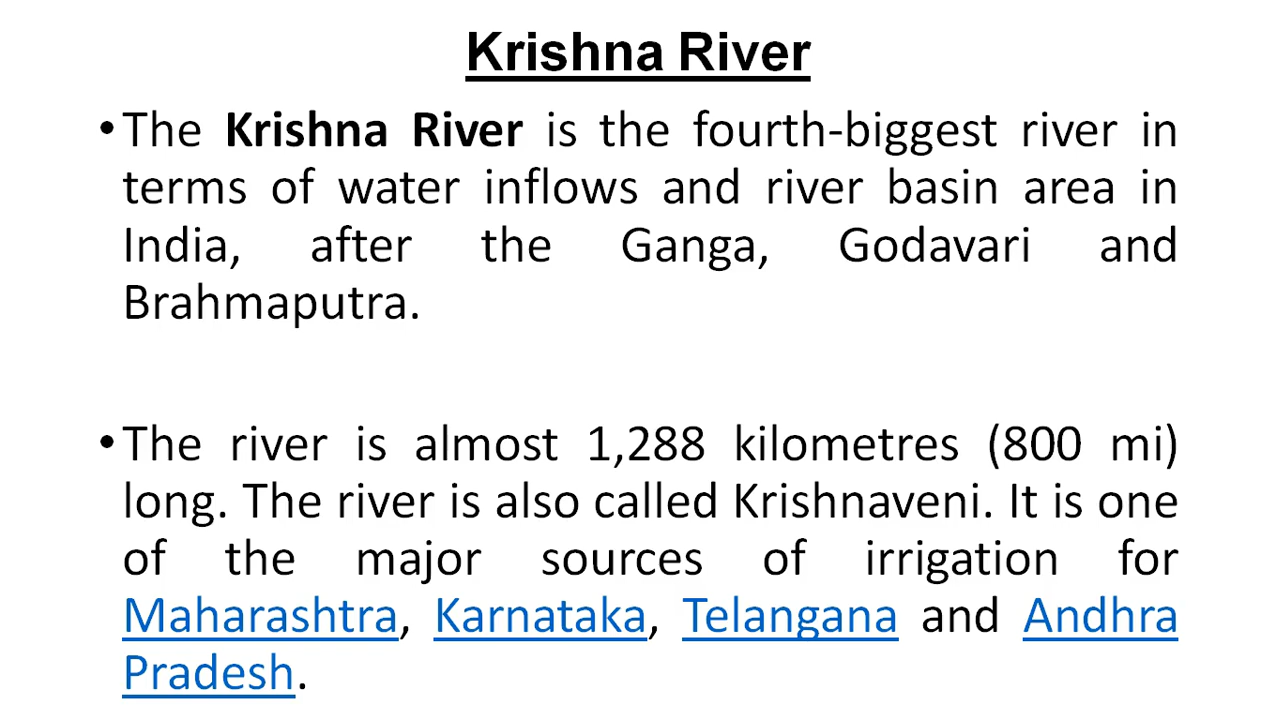 Krishna River
•The Krishna River is the fourth-biggest river in
terms of water inflows and river basin area in
India, after the Ganga, Godavari and
Brahmaputra.
•The river is almost 1,288 kilometres (800 mi)
long. The river is also called Krishnaveni. It is one
of the major sources of irrigation for
Maharashtra, Karnataka, Telangana and Andhra
Pradesh.